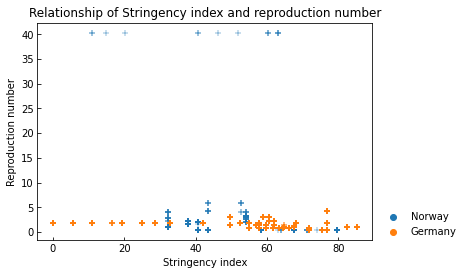 Relationship of Stringency index and reproduction number
40
35
30
25
20
15
10
5
0
Reproduction number
0 20 40 60 80
Stringency index
Norway
Germany